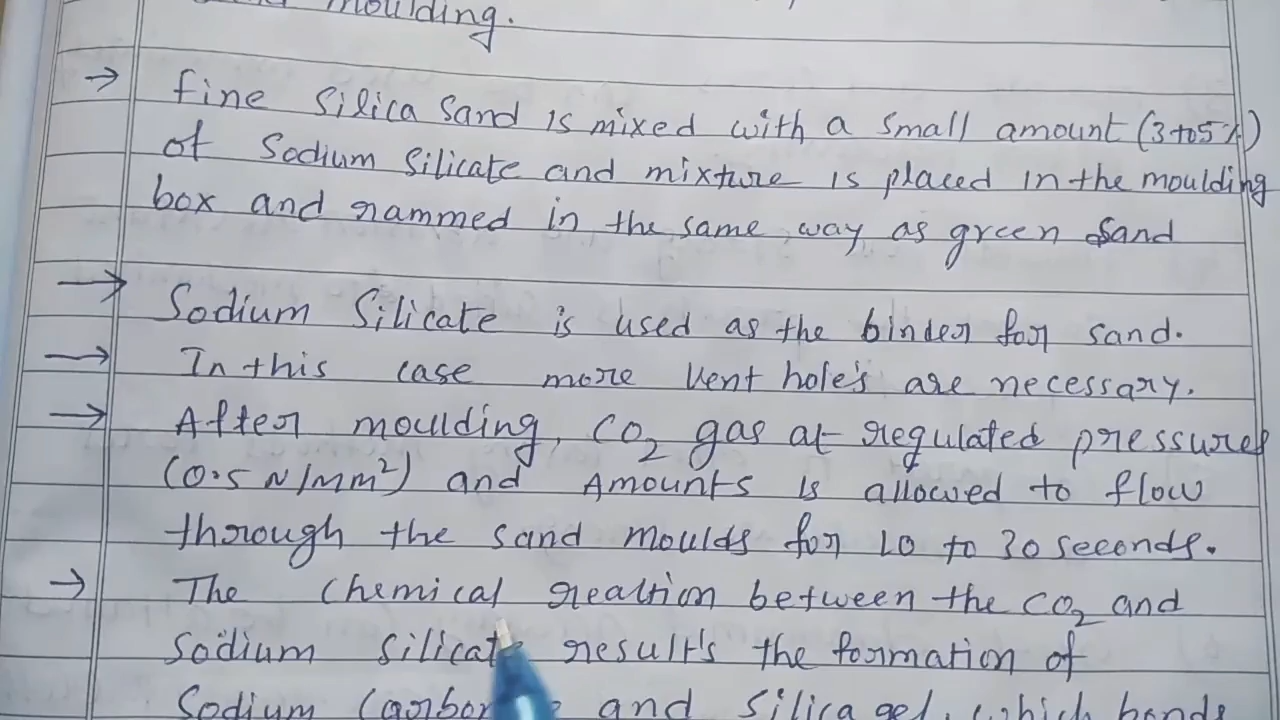 moulding.
→ fine silica sand is mixed with a small amount (3 to 5%)
of Sodium silicate and mixture is placed in the moulding
box and rammed in the same way as green sand
→ Sodium Silicate is used as the binder for sand.
→ In this case more Vent hole's are necessary.
→ After moulding, CO₂ gas at regulated pressures
(0.5 N/mm²) and Amounts is allowed to flow
through the sand moulds for 10 to 30 seconds.
→ The Chemical reaction between the CO₂ and
Sodium silicate result's the formation of
Sodium and silica gel, which bonds